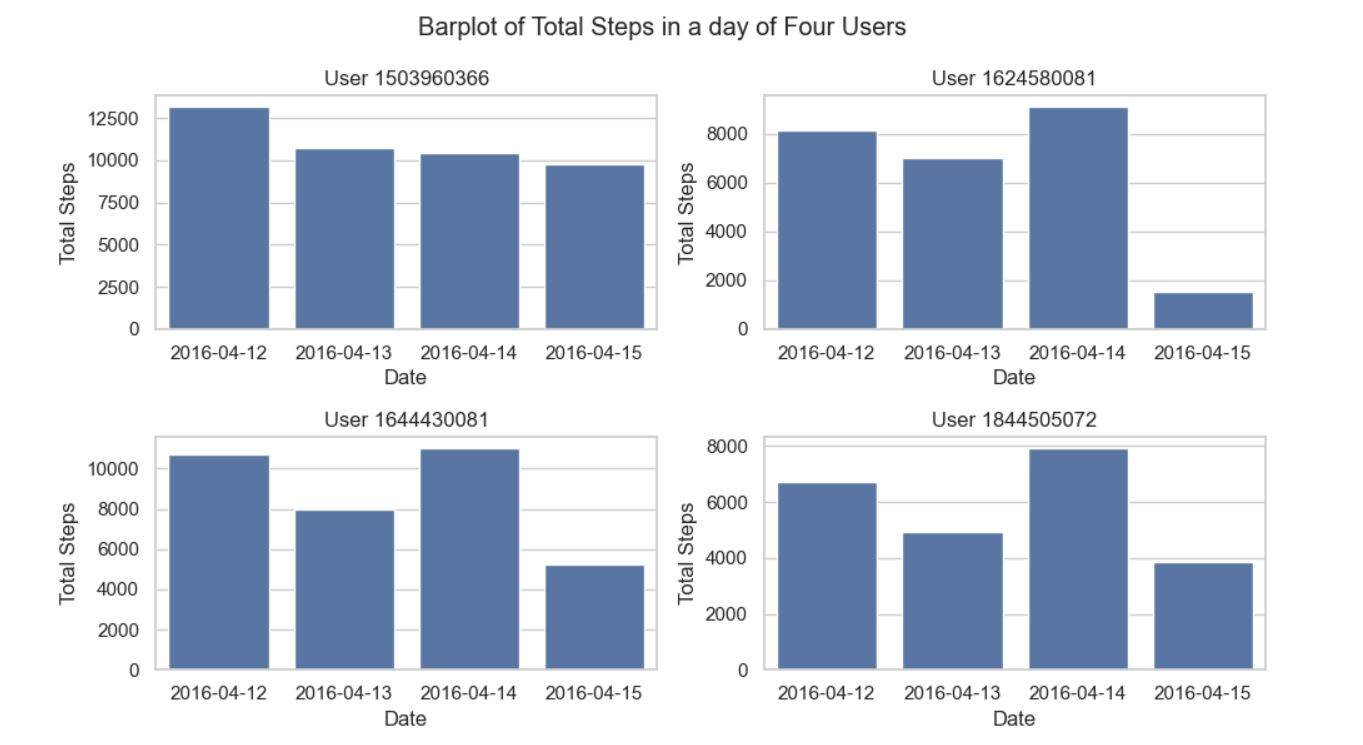 Barplot of Total Steps in a day of Four Users
User 1503960366
Total Steps
12500
10000
7500
5000
2500
0
2016-04-12 2016-04-13 2016-04-14 2016-04-15
Date
User 1624580081
Total Steps
8000
6000
4000
2000
0
2016-04-12 2016-04-13 2016-04-14 2016-04-15
Date
User 1644430081
Total Steps
10000
8000
6000
4000
2000
0
2016-04-12 2016-04-13 2016-04-14 2016-04-15
Date
User 1844505072
Total Steps
8000
6000
4000
2000
0
2016-04-12 2016-04-13 2016-04-14 2016-04-15
Date